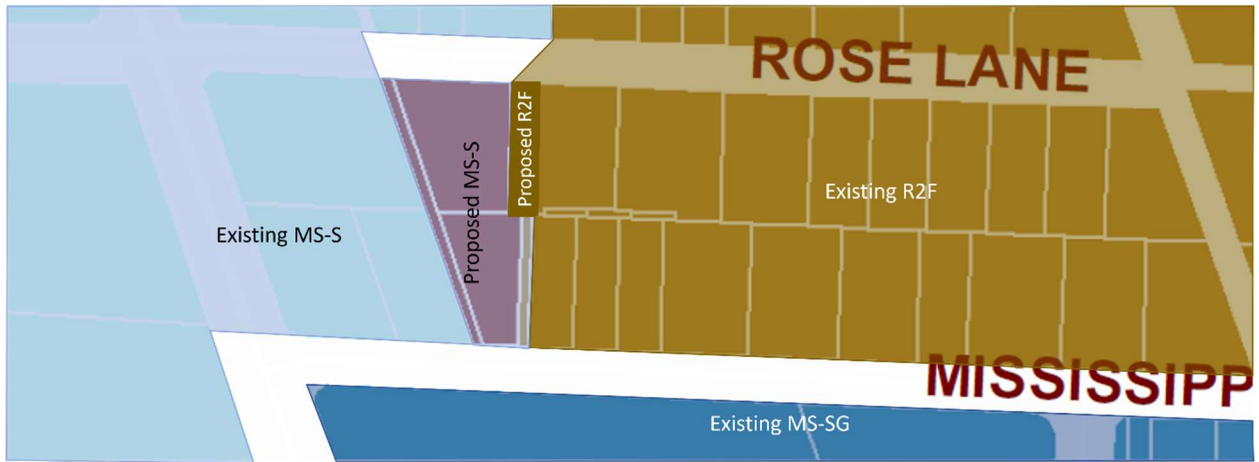 ROSE LANE
Proposed R2F
Proposed MS-S
Existing R2F
Existing MS-S
MISSISSIPP
Existing MS-SG